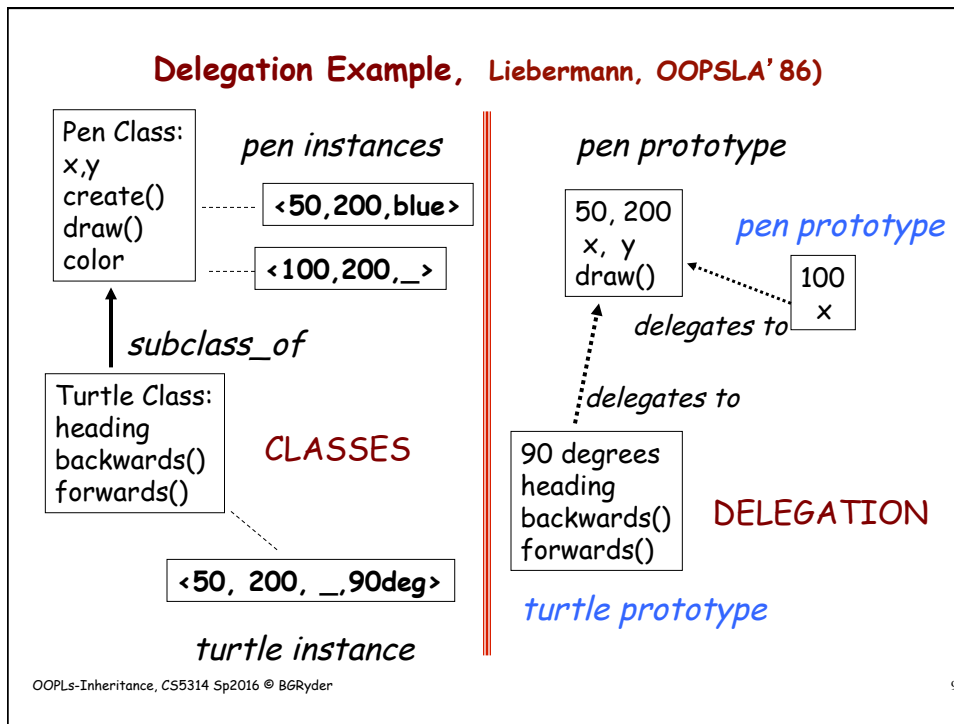 Delegation Example, Liebermann, OOPSLA'86)
Pen Class:
x,y
create()
draw()
color
pen instances
<50,200,blue>
<100,200,_>
subclass_of
Turtle Class:
heading
backwards()
forwards()
CLASSES
<50, 200, _,90deg>
turtle instance
pen prototype
50, 200
x, y
draw()
pen prototype
100
x
delegates to
delegates to
90 degrees
heading
backwards()
forwards()
DELEGATION
turtle prototype
OOPLs-Inheritance, CS5314 Sp2016 © BGRyder
9